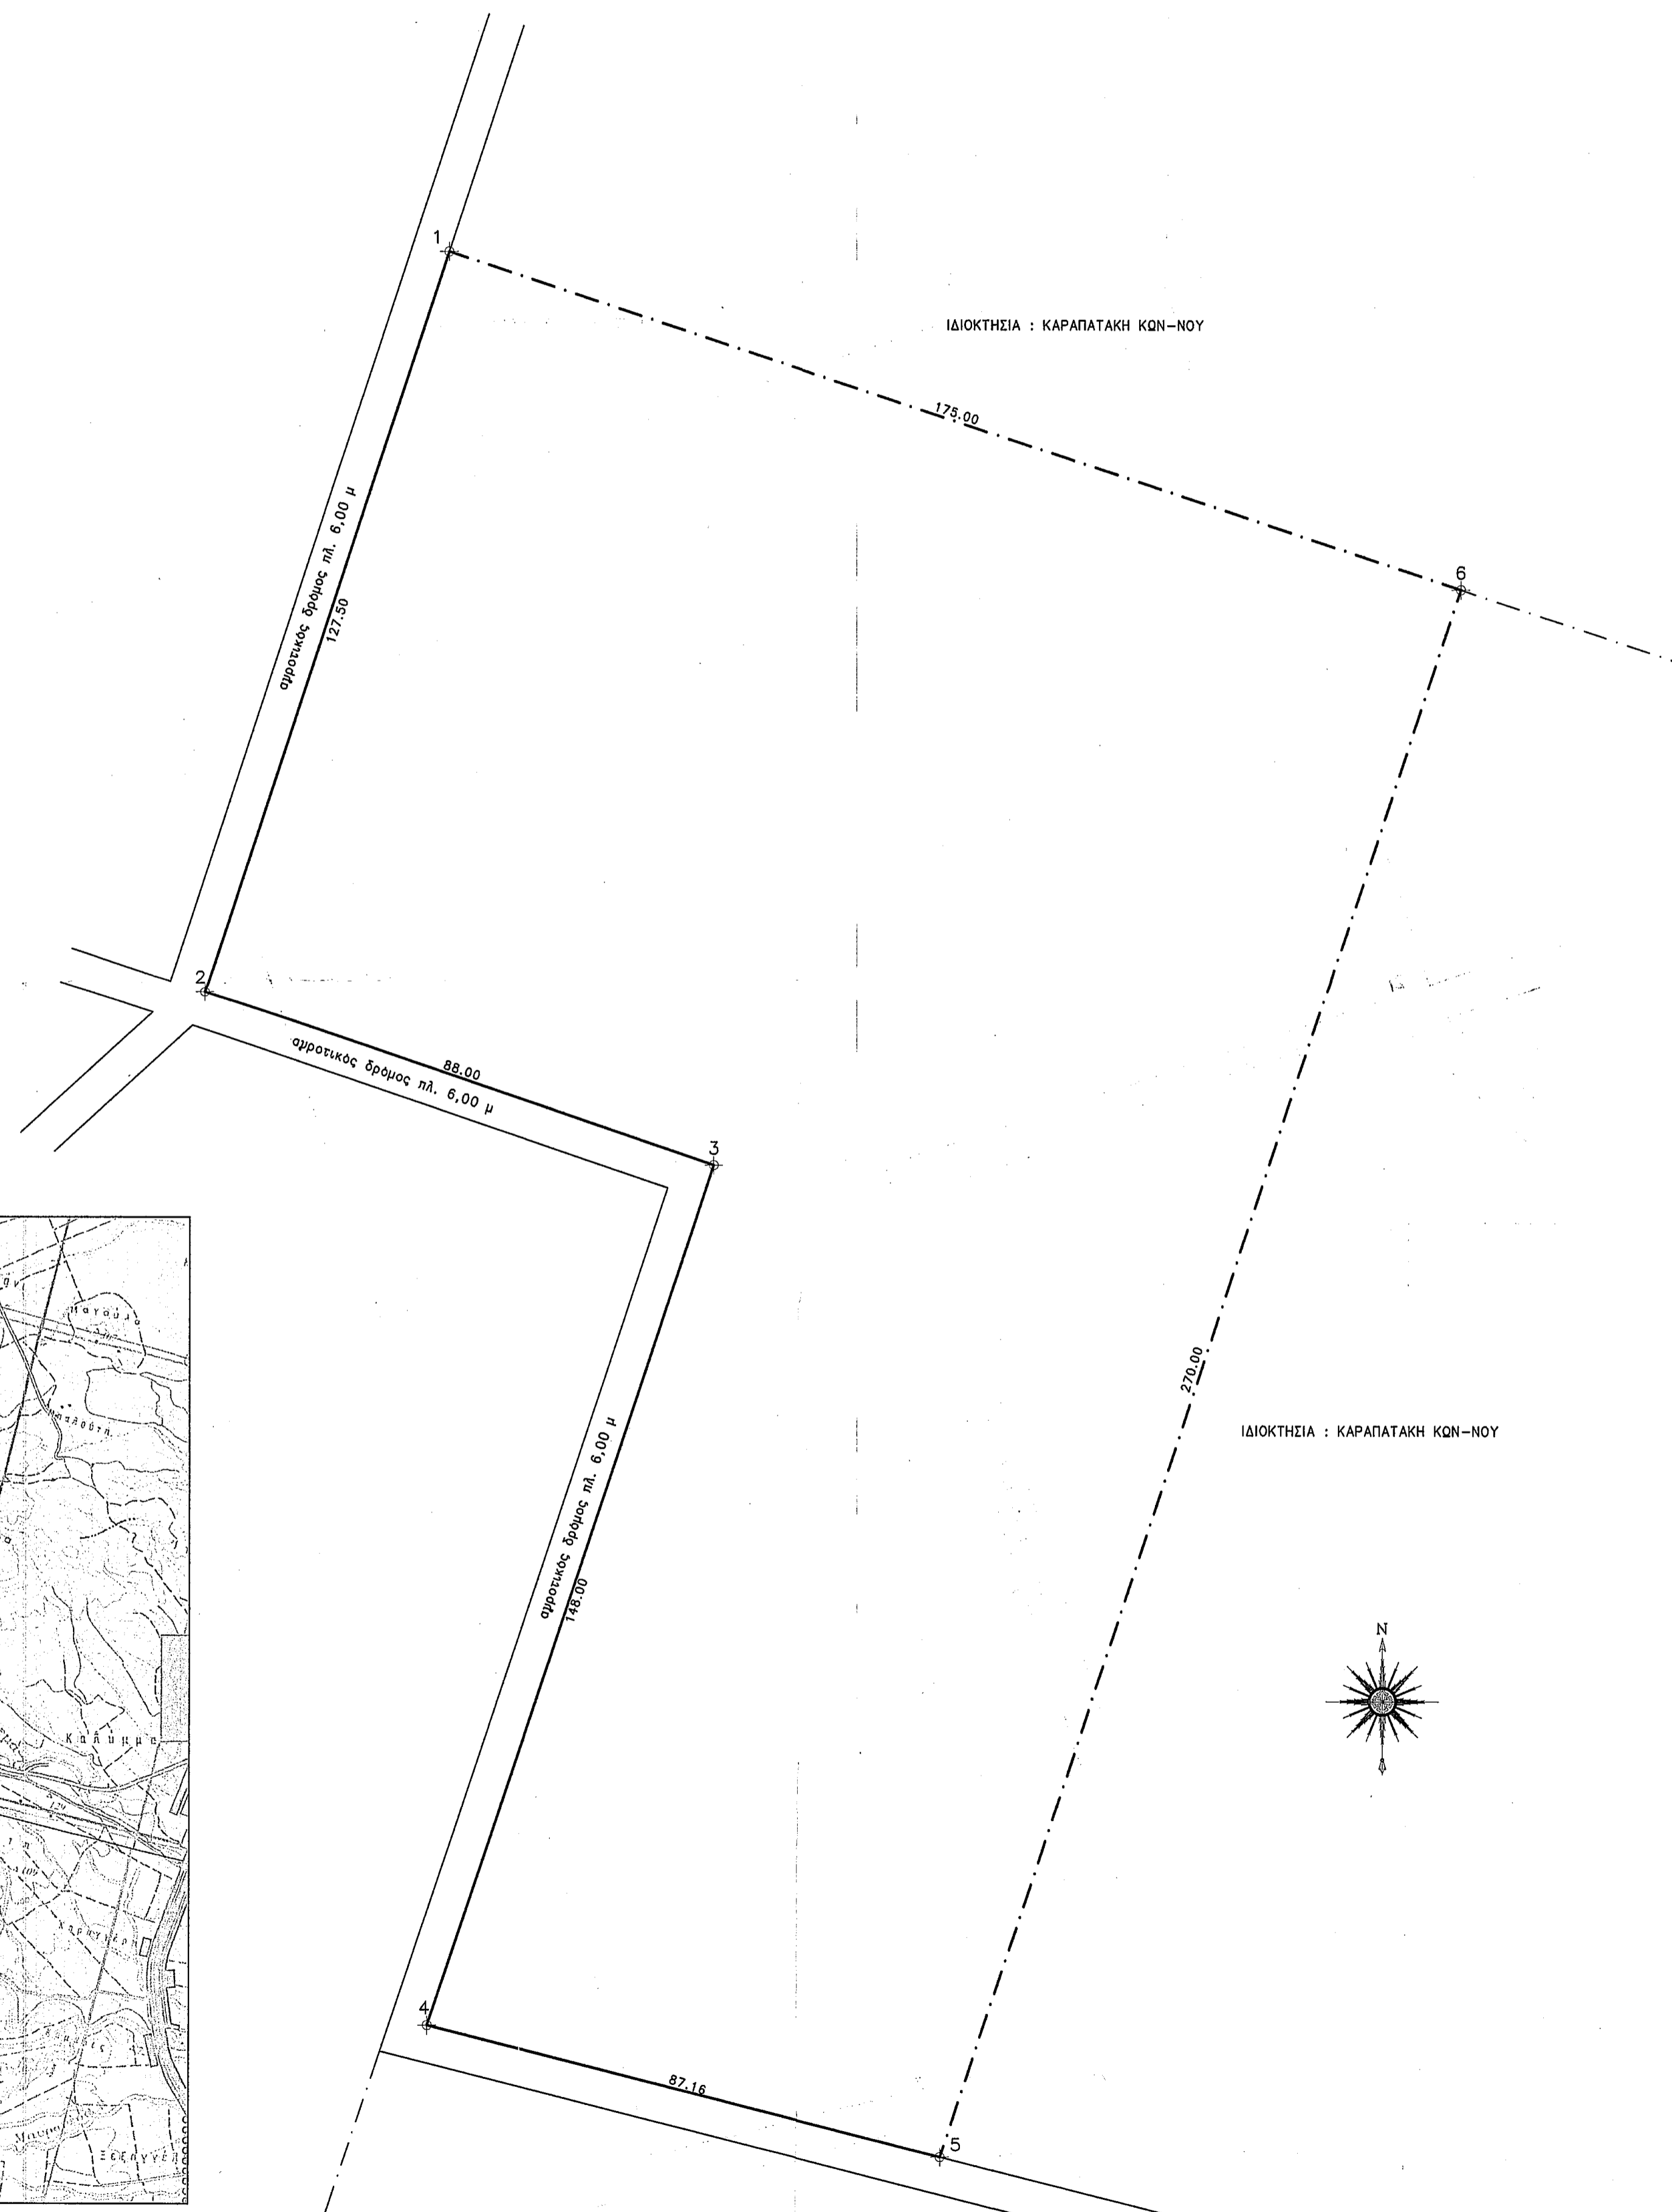 1
ΙΔΙΟΚΤΗΣΙΑ : ΚΑΡΑΠΑΤΑΚΗ ΚΩΝ-ΝΟΥ
175.00
6
αγροτικός δρόμος πλ. 6,00 μ
127.50
2
88.00
αγροτικός δρόμος πλ. 6,00 μ
3
270.00
ΙΔΙΟΚΤΗΣΙΑ : ΚΑΡΑΠΑΤΑΚΗ ΚΩΝ-ΝΟΥ
αγροτικός δρόμος πλ. 6,00 μ
148.00
N
Καλύμμα
4
87.16
5
Μαυρο